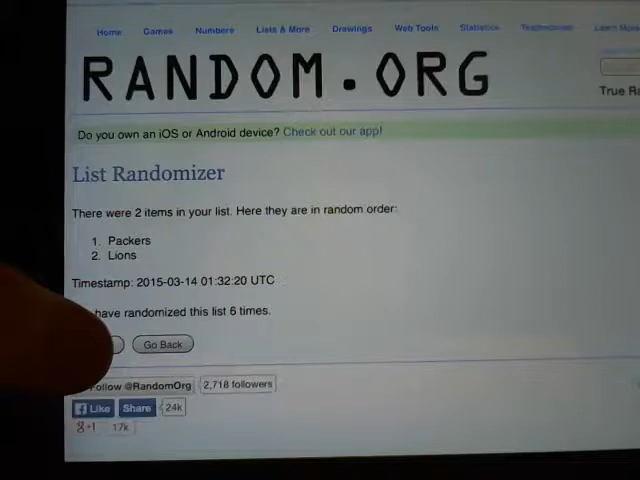 Home Games Numbers Lists & More Drawings Web Tools Statistics Testimonials Learn More
RANDOM.ORG
True Ra
Do you own an iOS or Android device? Check out our app!
List Randomizer
There were 2 items in your list. Here they are in random order:
1. Packers
2. Lions
Timestamp: 2015-03-14 01:32:20 UTC
have randomized this list 6 times.
Go Back
Follow @RandomOrg 2,718 followers
Like Share 24k
g+1 17k